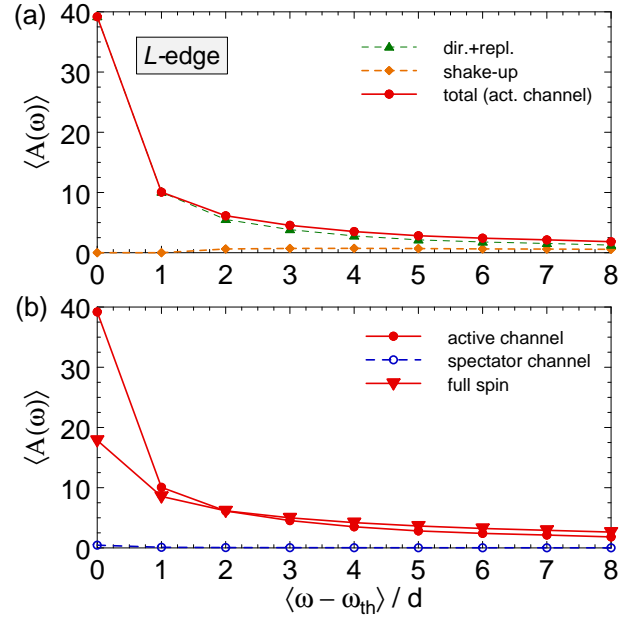 (a)
40
30
20
10
0
⟨A(ω)⟩
L-edge
dir.+repl.
shake-up
total (act. channel)
0 1 2 3 4 5 6 7 8
(b)
40
30
20
10
0
⟨A(ω)⟩
active channel
spectator channel
full spin
0 1 2 3 4 5 6 7 8
⟨ω − ωth⟩ / d